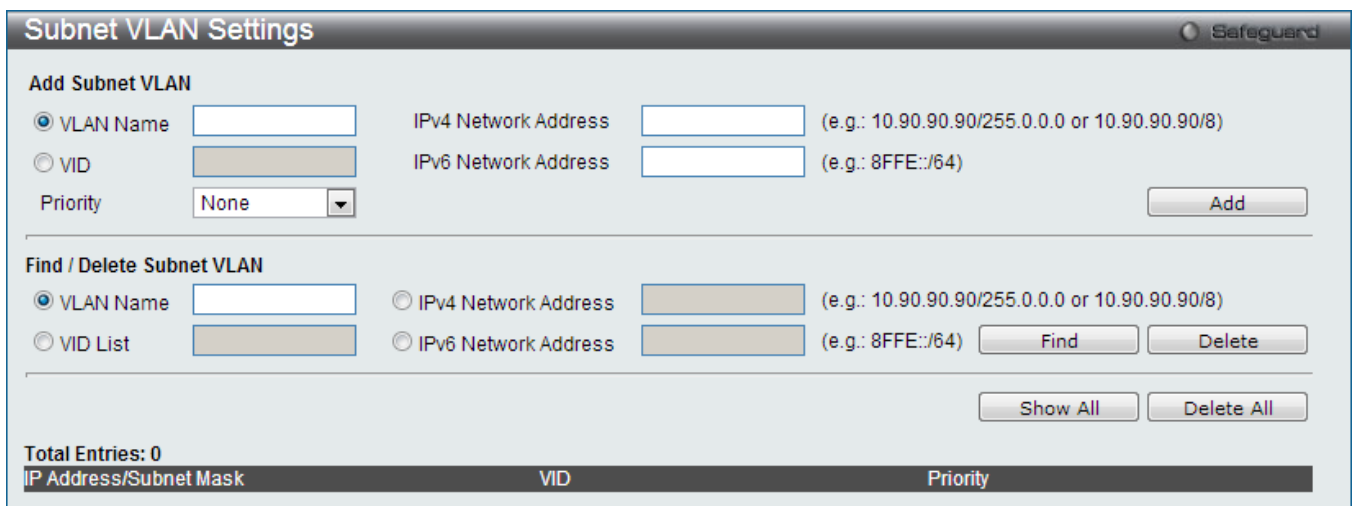 Subnet VLAN Settings Safeguard
Add Subnet VLAN
VLAN Name IPv4 Network Address (e.g.: 10.90.90.90/255.0.0.0 or 10.90.90.90/8)
VID IPv6 Network Address (e.g.: 8FFE::/64)
Priority None Add
Find / Delete Subnet VLAN
VLAN Name IPv4 Network Address (e.g.: 10.90.90.90/255.0.0.0 or 10.90.90.90/8)
VID List IPv6 Network Address (e.g.: 8FFE::/64) Find Delete
Show All Delete All
Total Entries: 0
IP Address/Subnet Mask VID Priority